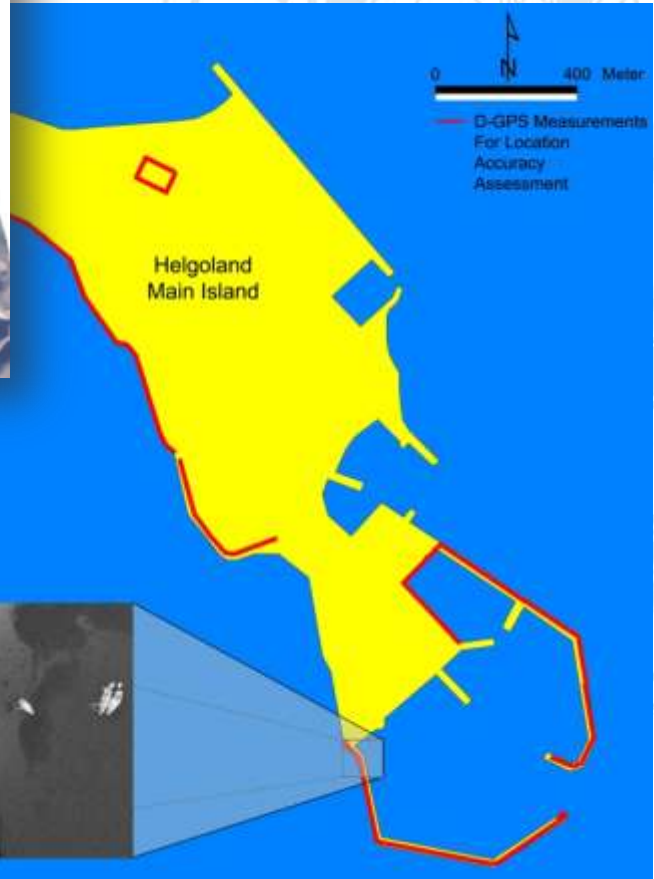 N
0 400 Meter
D-GPS Measurements
For Location
Accuracy
Assessment
Helgoland
Main Island